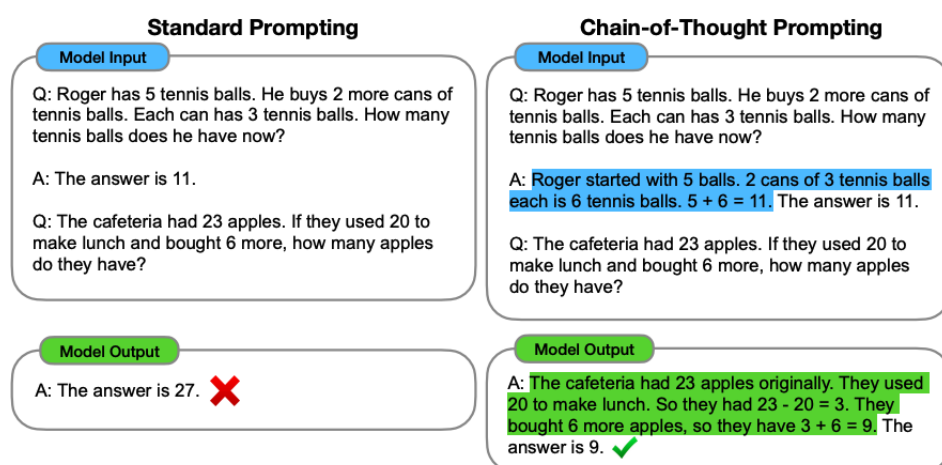 Standard Prompting
Model Input
Q: Roger has 5 tennis balls. He buys 2 more cans of
tennis balls. Each can has 3 tennis balls. How many
tennis balls does he have now?
A: The answer is 11.
Q: The cafeteria had 23 apples. If they used 20 to
make lunch and bought 6 more, how many apples
do they have?
Model Output
A: The answer is 27.
Chain-of-Thought Prompting
Model Input
Q: Roger has 5 tennis balls. He buys 2 more cans of
tennis balls. Each can has 3 tennis balls. How many
tennis balls does he have now?
A: Roger started with 5 balls. 2 cans of 3 tennis balls
each is 6 tennis balls. 5 + 6 = 11. The answer is 11.
Q: The cafeteria had 23 apples. If they used 20 to
make lunch and bought 6 more, how many apples
do they have?
Model Output
A: The cafeteria had 23 apples originally. They used
20 to make lunch. So they had 23 - 20 = 3. They
bought 6 more apples, so they have 3 + 6 = 9. The
answer is 9.